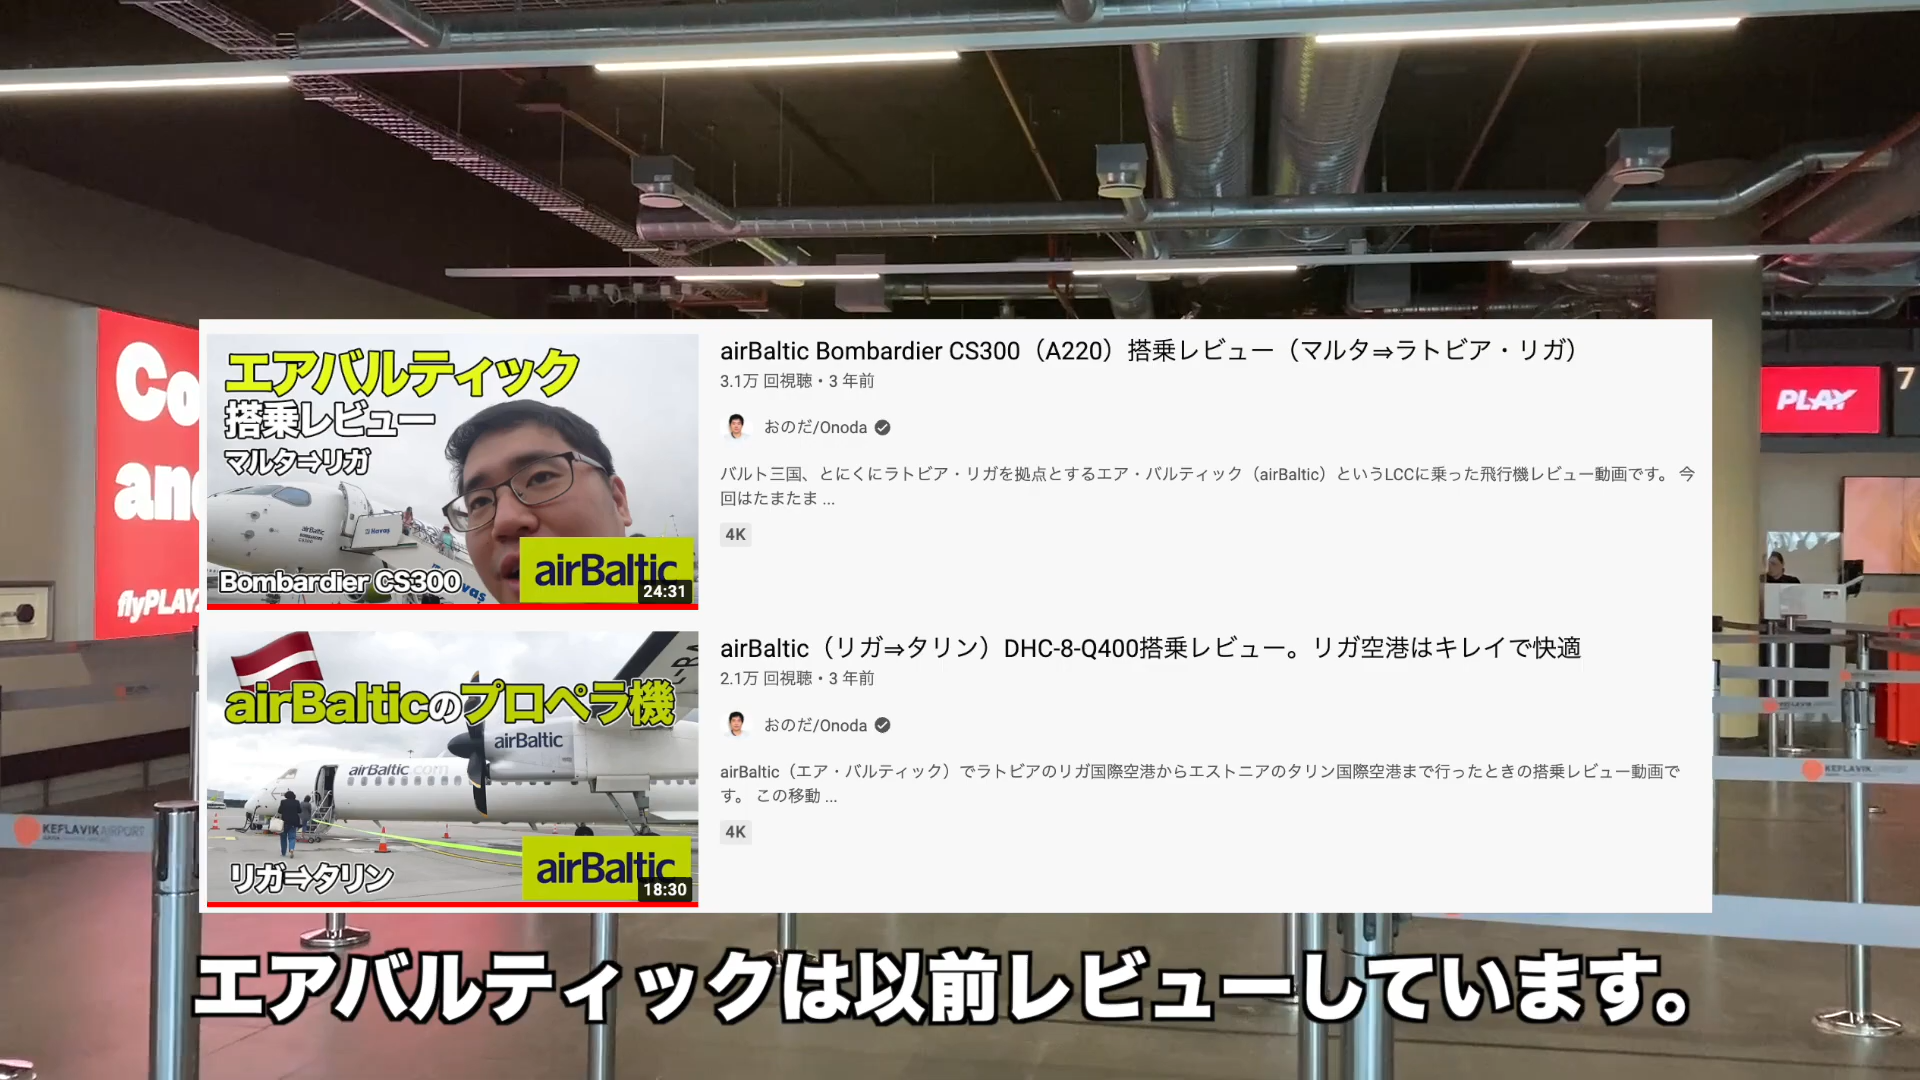 Co
and
flyPLAY.
PLAY
7
エアバルティック
搭乗レビュー
マルタ⇒リガ
airBaltic
Bombardier CS300
airBaltic
24:31
airBaltic Bombardier CS300（A220）搭乗レビュー（マルタ⇒ラトビア・リガ）
3.1万 回視聴・3 年前
おのだ/Onoda
バルト三国、とにくにラトビア・リガを拠点とするエア・バルティック（airBaltic）というLCCに乗った飛行機レビュー動画です。 今
回はたまたま ...
4K
airBalticのプロペラ機
airBaltic
airBaltic.com
リガ⇒タリン
airBaltic
18:30
airBaltic（リガ⇒タリン）DHC-8-Q400搭乗レビュー。リガ空港はキレイで快適
2.1万 回視聴・3 年前
おのだ/Onoda
airBaltic（エア・バルティック）でラトビアのリガ国際空港からエストニアのタリン国際空港まで行ったときの搭乗レビュー動画で
す。 この移動 ...
4K
KEFLAVIK AIRPORT
KEFLAVIK AIRPORT
エアバルティックは以前レビューしています。